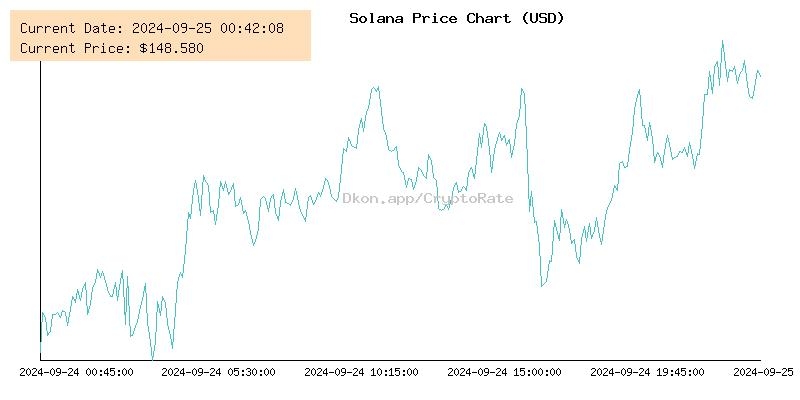 Solana Price Chart (USD)
Current Date: 2024-09-25 00:42:08
Current Price: $148.580
Dkon.app/CryptoRate
2024-09-24 00:45:00
2024-09-24 05:30:00
2024-09-24 10:15:00
2024-09-24 15:00:00
2024-09-24 19:45:00
2024-09-25